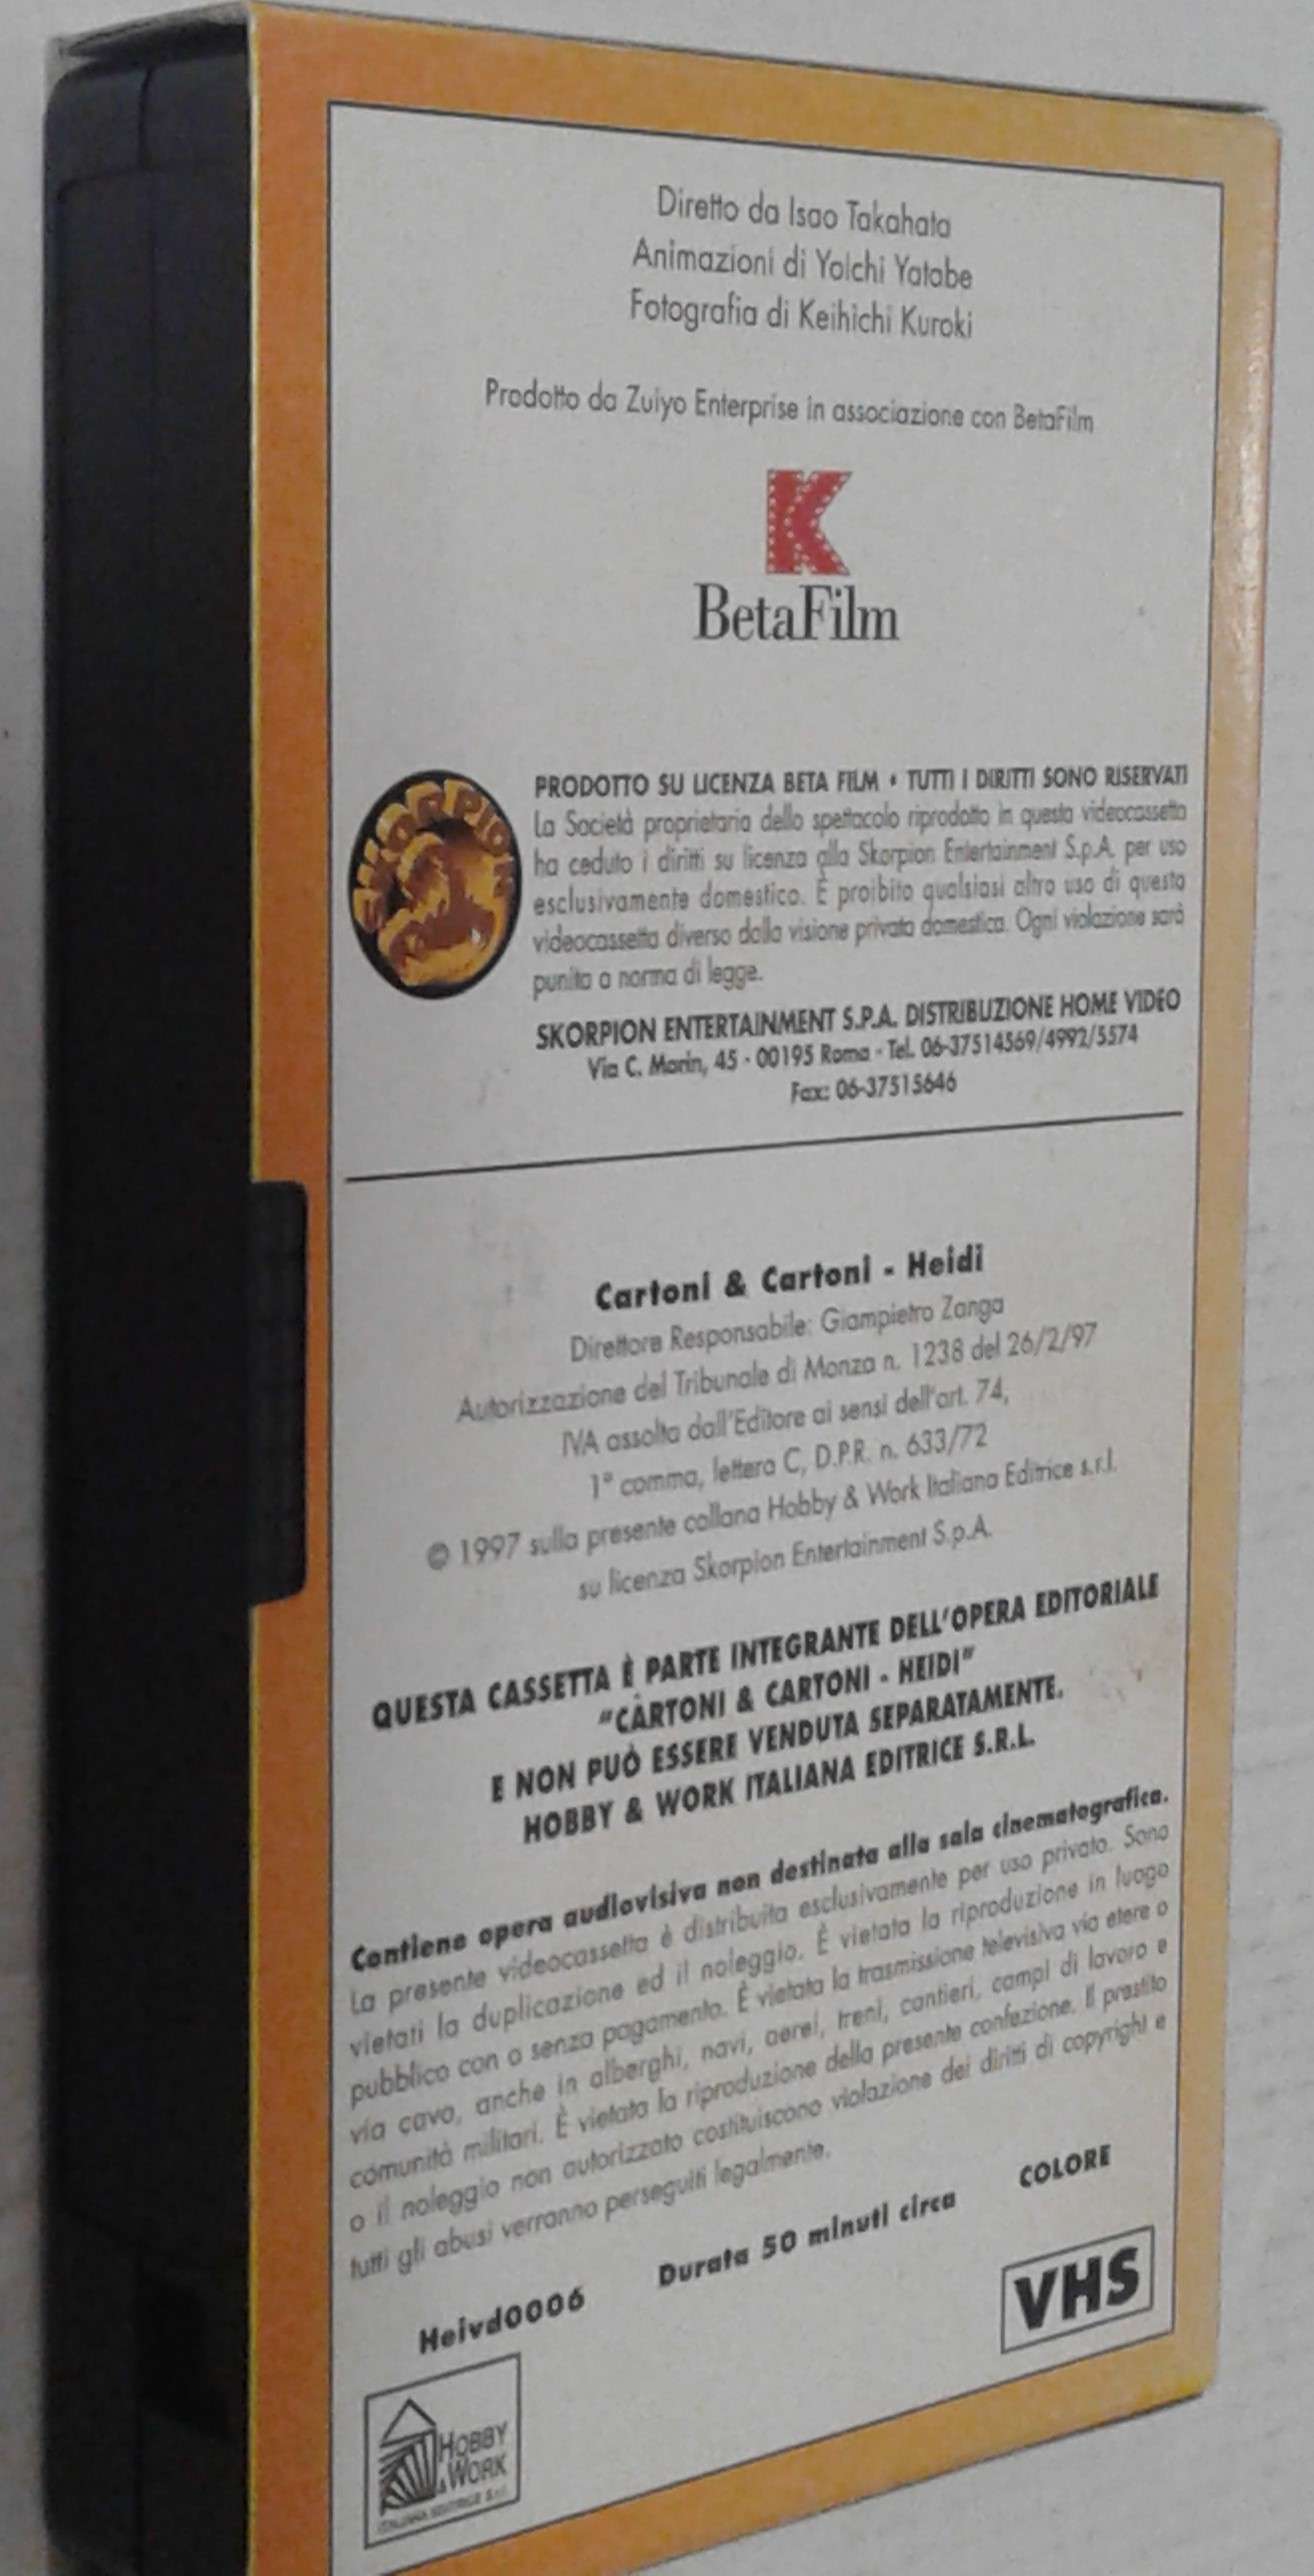 Diretto da Isao Takahata
Animazioni di Yoichi Yatabe
Fotografia di Keihichi Kuroki
Prodotto da Zuiyo Enterprise in associazione con BetaFilm
BetaFilm
SKORPION
PRODOTTO SU LICENZA BETA FILM • TUTTI I DIRITTI SONO RISERVATI
La Società proprietaria dello spettacolo riprodotto in questa videocassetta
ha ceduto i diritti su licenza alla Skorpion Entertainment S.p.A. per uso
esclusivamente domestico. È proibito qualsiasi altro uso di questa
videocassetta diverso dalla visione privata domestica. Ogni violazione sarà
punita a norma di legge.
SKORPION ENTERTAINMENT S.P.A. DISTRIBUZIONE HOME VIDEO
Via C. Morin, 45 - 00195 Roma - Tel. 06-37514569/4992/5574
Fax: 06-37515646
Cartoni & Cartoni - Heidi
Direttore Responsabile: Giampietro Zanga
Autorizzazione del Tribunale di Monza n. 1238 del 26/2/97
IVA assolta dall'Editore ai sensi dell'art. 74,
1° comma, lettera C, D.P.R. n. 633/72
© 1997 sulla presente collana Hobby & Work Italiana Editrice s.r.l.
su licenza Skorpion Entertainment S.p.A.
QUESTA CASSETTA È PARTE INTEGRANTE DELL'OPERA EDITORIALE
"CARTONI & CARTONI - HEIDI"
E NON PUÒ ESSERE VENDUTA SEPARATAMENTE.
HOBBY & WORK ITALIANA EDITRICE S.R.L.
Contiene opera audiovisiva non destinata alla sala cinematografica.
La presente videocassetta è distribuita esclusivamente per uso privato. Sono
vietati la duplicazione ed il noleggio. È vietata la riproduzione in luogo
pubblico con o senza pagamento. È vietata la trasmissione televisiva via etere o
via cavo, anche in alberghi, navi, aerei, treni, cantieri, campi di lavoro e
comunità militari. È vietata la riproduzione della presente confezione. Il prestito
o il noleggio non autorizzato costituiscono violazione dei diritti di copyright e
tutti gli abusi verranno perseguiti legalmente.
Heivd0006 Durata 50 minuti circa COLORE
VHS
HOBBY
& WORK
ITALIANA EDITRICE S.r.l.